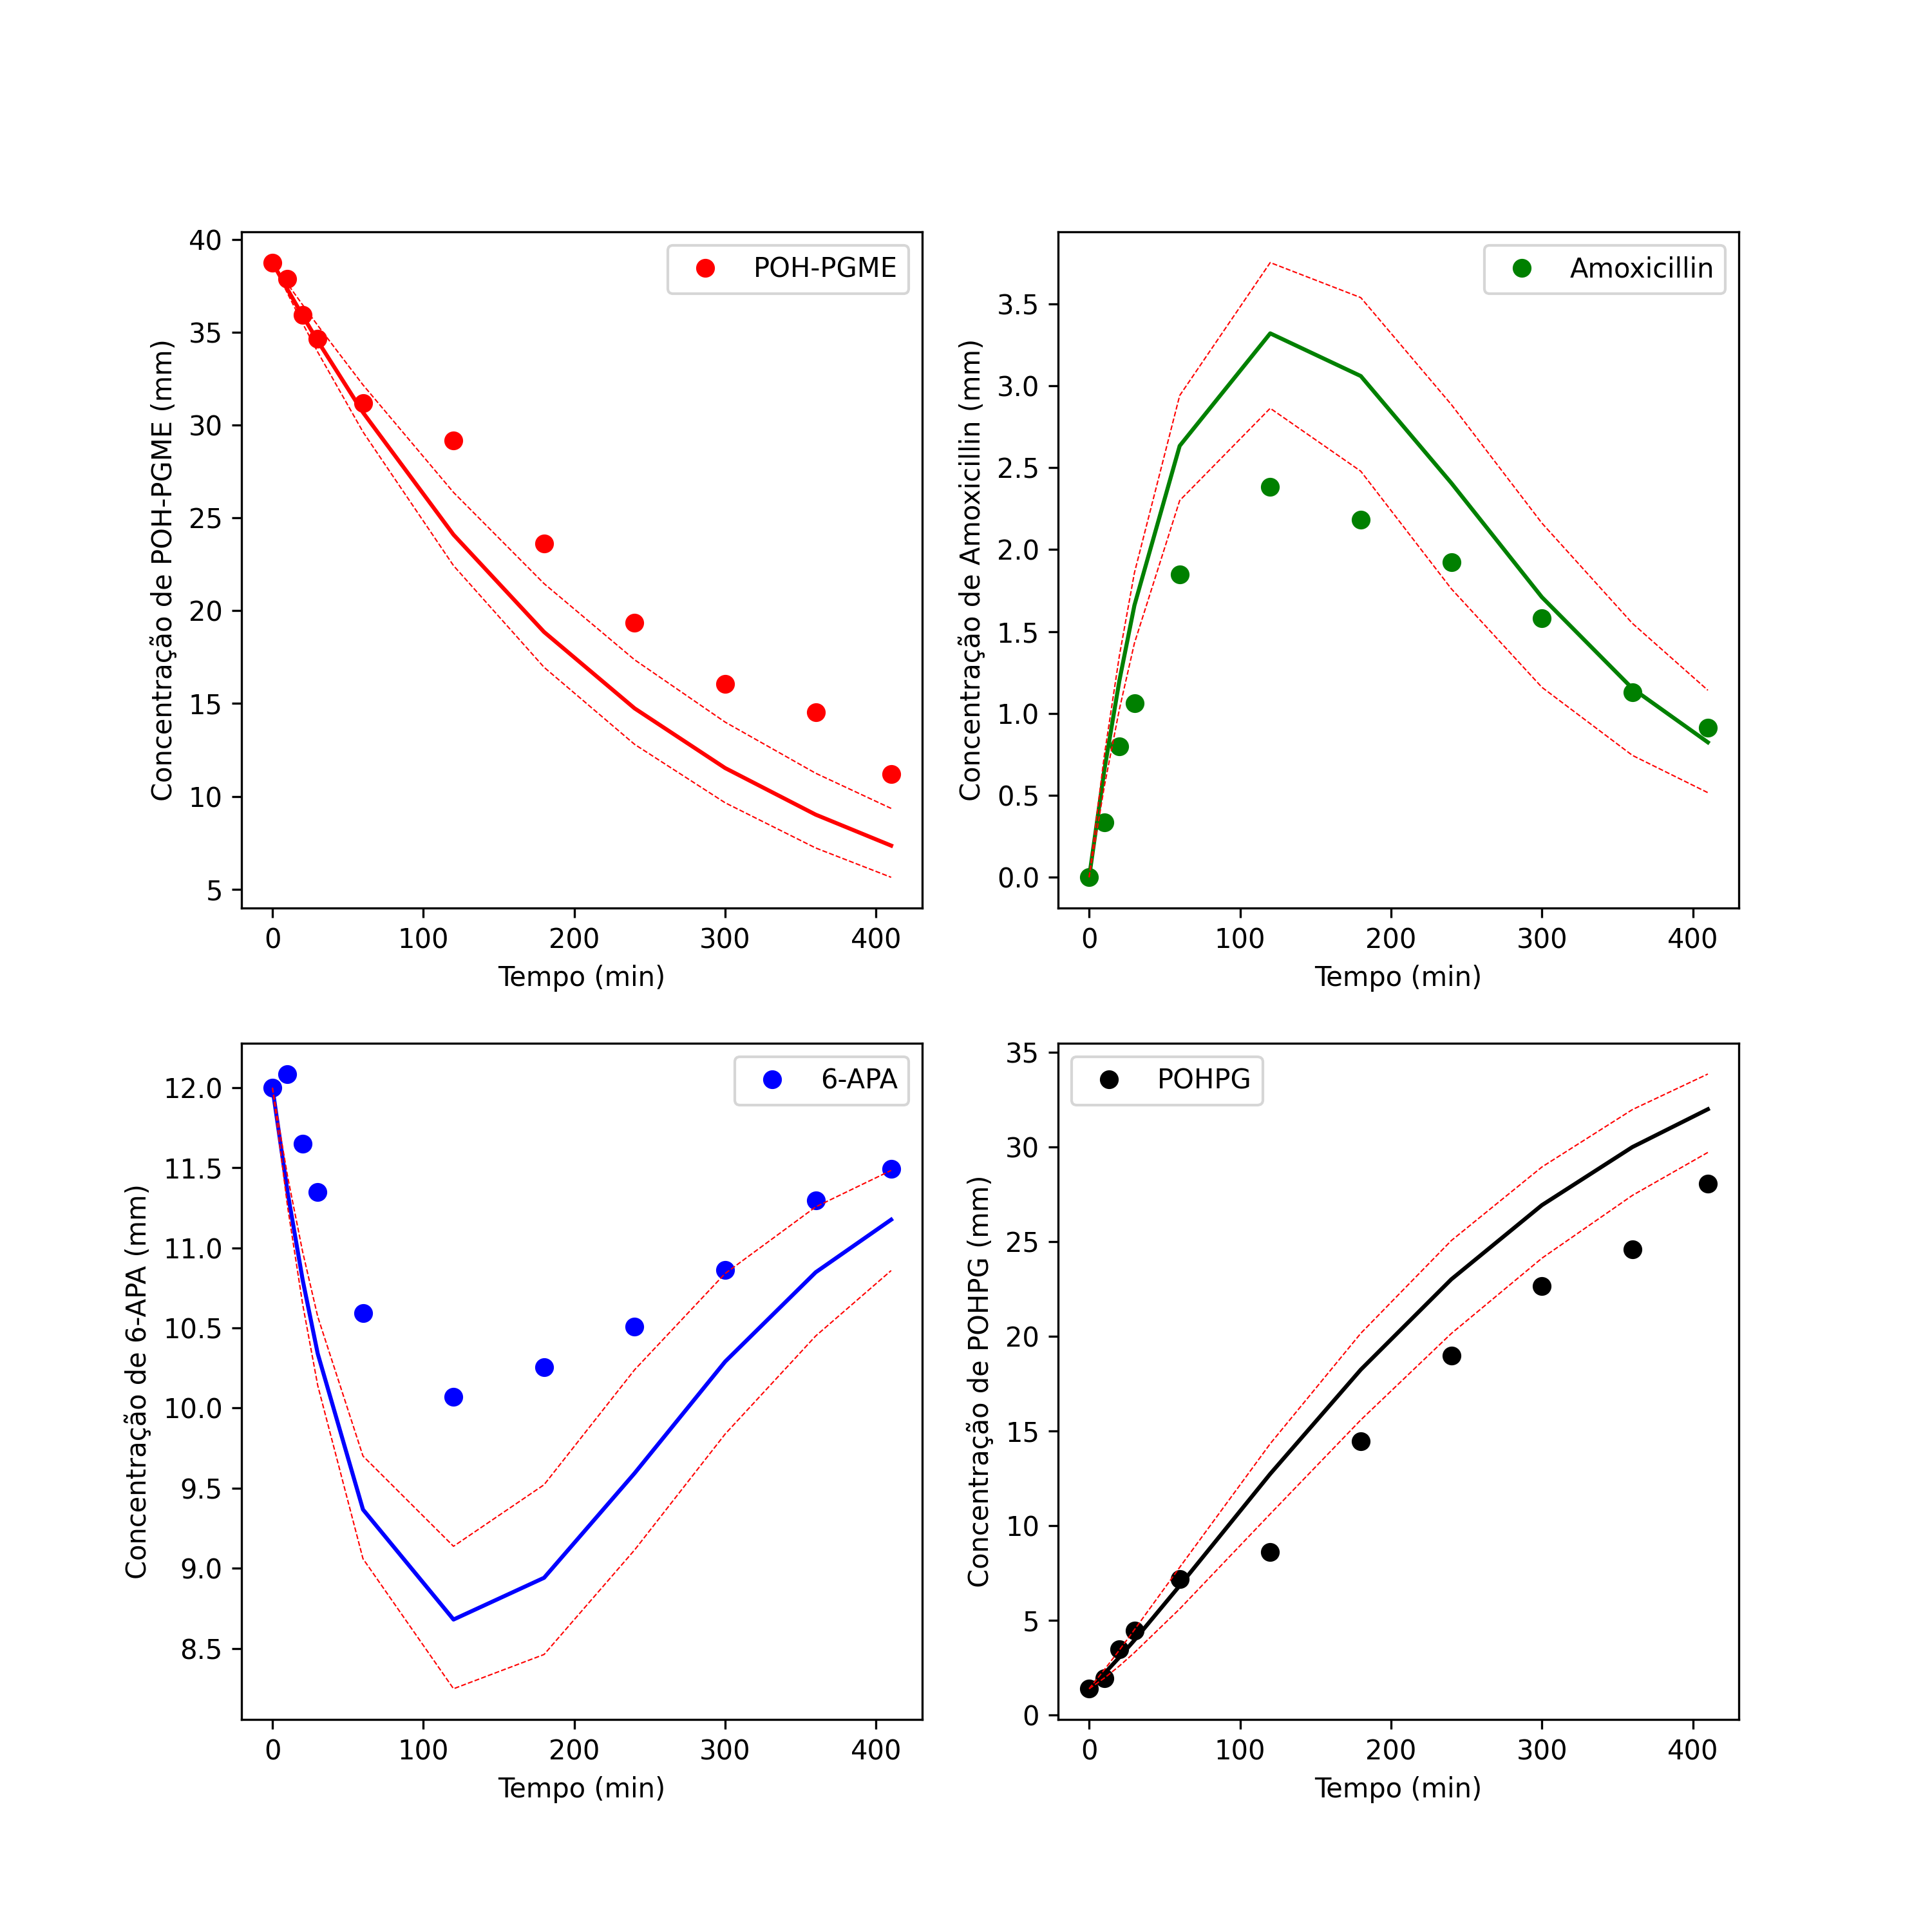 POH-PGME
Concentração de POH-PGME (mm)
40
35
30
25
20
15
10
5
0 100 200 300 400
Tempo (min)
Amoxicillin
Concentração de Amoxicillin (mm)
3.5
3.0
2.5
2.0
1.5
1.0
0.5
0.0
0 100 200 300 400
Tempo (min)
6-APA
Concentração de 6-APA (mm)
12.0
11.5
11.0
10.5
10.0
9.5
9.0
8.5
0 100 200 300 400
Tempo (min)
POHPG
Concentração de POHPG (mm)
35
30
25
20
15
10
5
0
0 100 200 300 400
Tempo (min)